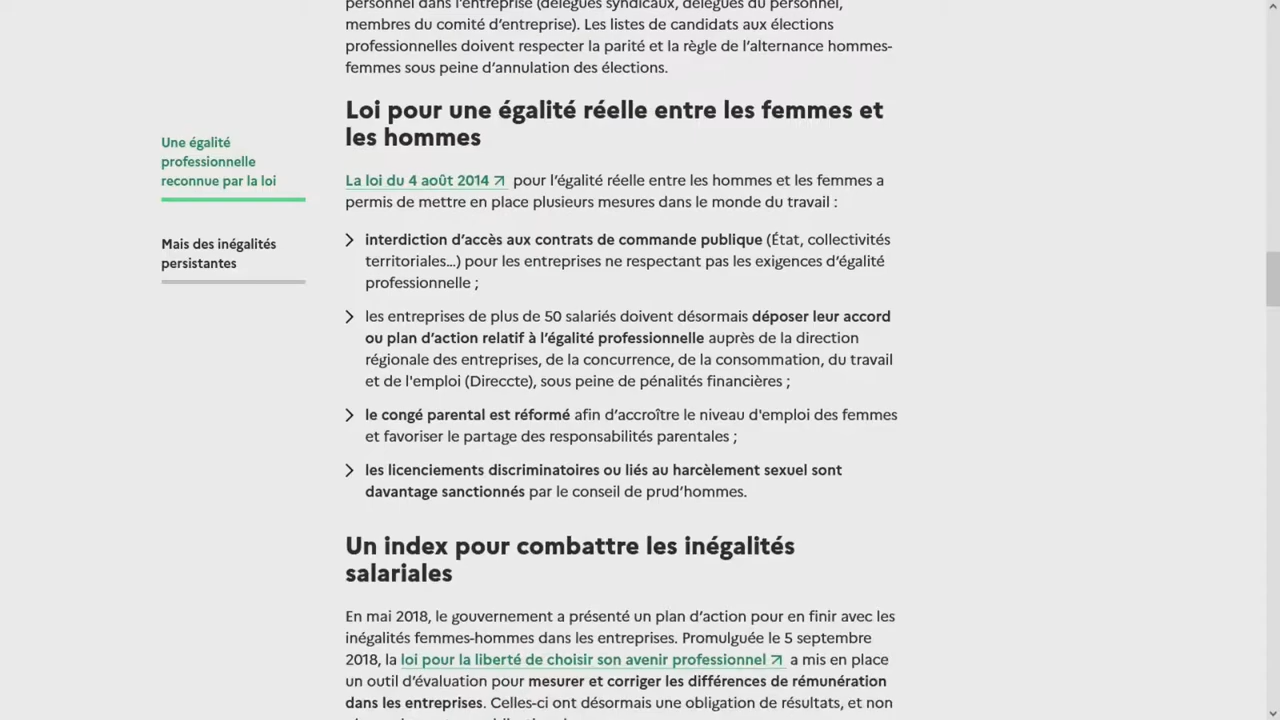 personnel dans l'entreprise (délégués syndicaux, délégués du personnel,
membres du comité d’entreprise). Les listes de candidats aux élections
professionnelles doivent respecter la parité et la règle de l’alternance hommes-
femmes sous peine d’annulation des élections.
Loi pour une égalité réelle entre les femmes et
les hommes
Une égalité
professionnelle
reconnue par la loi
Mais des inégalités
persistantes
La loi du 4 août 2014 pour l’égalité réelle entre les hommes et les femmes a
permis de mettre en place plusieurs mesures dans le monde du travail :
interdiction d’accès aux contrats de commande publique (État, collectivités
territoriales…) pour les entreprises ne respectant pas les exigences d’égalité
professionnelle ;
les entreprises de plus de 50 salariés doivent désormais déposer leur accord
ou plan d’action relatif à l’égalité professionnelle auprès de la direction
régionale des entreprises, de la concurrence, de la consommation, du travail
et de l'emploi (Direccte), sous peine de pénalités financières ;
le congé parental est réformé afin d’accroître le niveau d'emploi des femmes
et favoriser le partage des responsabilités parentales ;
les licenciements discriminatoires ou liés au harcèlement sexuel sont
davantage sanctionnés par le conseil de prud’hommes.
Un index pour combattre les inégalités
salariales
En mai 2018, le gouvernement a présenté un plan d’action pour en finir avec les
inégalités femmes-hommes dans les entreprises. Promulguée le 5 septembre
2018, la loi pour la liberté de choisir son avenir professionnel a mis en place
un outil d’évaluation pour mesurer et corriger les différences de rémunération
dans les entreprises. Celles-ci ont désormais une obligation de résultats, et non